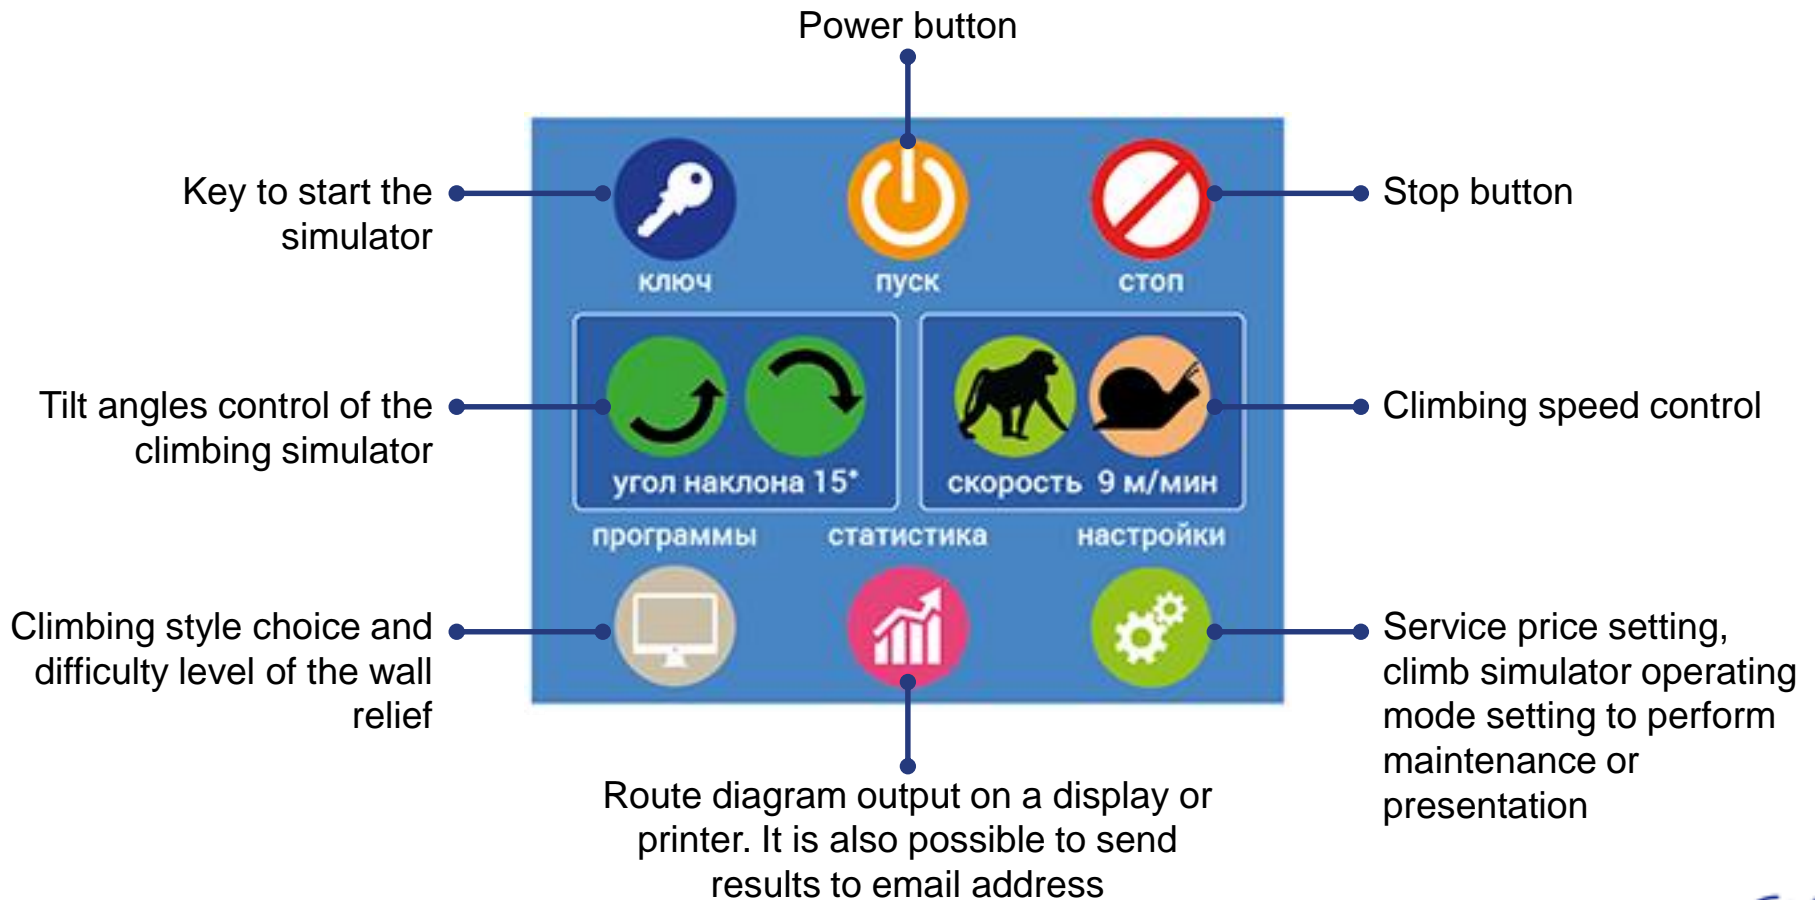 Power button
Key to start the
simulator
Stop button
ключ
пуск
стоп
Tilt angles control of the
climbing simulator
Climbing speed control
угол наклона 15°
скорость 9 м/мин
программы
статистика
настройки
Climbing style choice and
difficulty level of the wall
relief
Service price setting,
climb simulator operating
mode setting to perform
maintenance or
presentation
Route diagram output on a display or
printer. It is also possible to send
results to email address